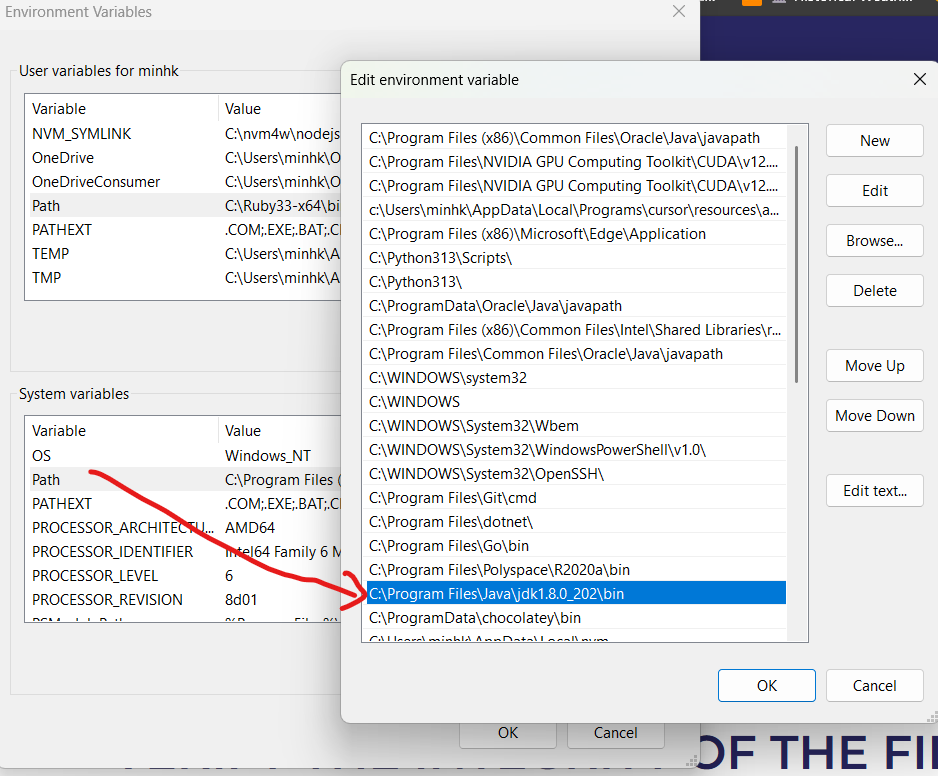 Environment Variables
User variables for minhk
Variable Value
NVM_SYMLINK C:\nvm4w\nodejs
OneDrive C:\Users\minhk\O
OneDriveConsumer C:\Users\minhk\O
Path C:\Ruby33-x64\bi
PATHEXT .COM;.EXE;.BAT;.C
TEMP C:\Users\minhk\A
TMP C:\Users\minhk\A
System variables
Variable Value
OS Windows_NT
Path C:\Program Files (
PATHEXT .COM;.EXE;.BAT;.C
PROCESSOR_ARCHITECTU... AMD64
PROCESSOR_IDENTIFIER Intel64 Family 6 M
PROCESSOR_LEVEL 6
PROCESSOR_REVISION 8d01
OK Cancel
Edit environment variable
C:\Program Files (x86)\Common Files\Oracle\Java\javapath
C:\Program Files\NVIDIA GPU Computing Toolkit\CUDA\v12....
C:\Program Files\NVIDIA GPU Computing Toolkit\CUDA\v12....
c:\Users\minhk\AppData\Local\Programs\cursor\resources\a...
C:\Program Files (x86)\Microsoft\Edge\Application
C:\Python313\Scripts\
C:\Python313\
C:\ProgramData\Oracle\Java\javapath
C:\Program Files (x86)\Common Files\Intel\Shared Libraries\r...
C:\Program Files\Common Files\Oracle\Java\javapath
C:\WINDOWS\system32
C:\WINDOWS
C:\WINDOWS\System32\Wbem
C:\WINDOWS\System32\WindowsPowerShell\v1.0\
C:\WINDOWS\System32\OpenSSH\
C:\Program Files\Git\cmd
C:\Program Files\dotnet\
C:\Program Files\Go\bin
C:\Program Files\Polyspace\R2020a\bin
C:\Program Files\Java\jdk1.8.0_202\bin
C:\ProgramData\chocolatey\bin
C:\Users\minhk\AppData\Local\nvm
New
Edit
Browse...
Delete
Move Up
Move Down
Edit text...
OK Cancel
OF THE FI